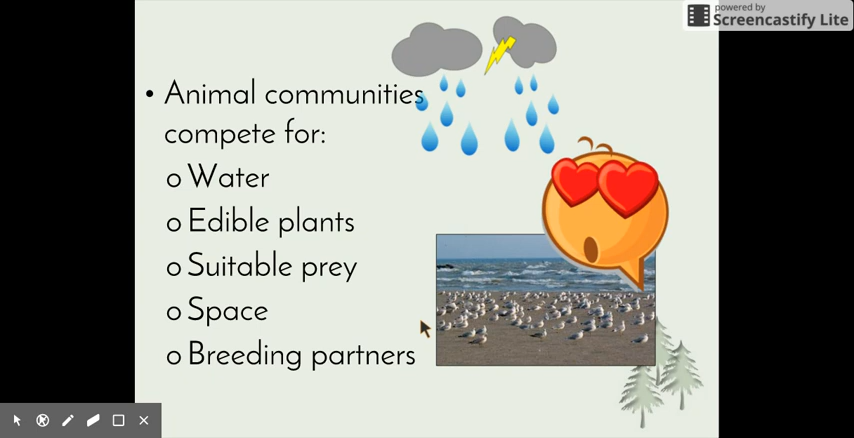 powered by
Screencastify Lite
• Animal communities
compete for:
o Water
o Edible plants
o Suitable prey
o Space
o Breeding partners